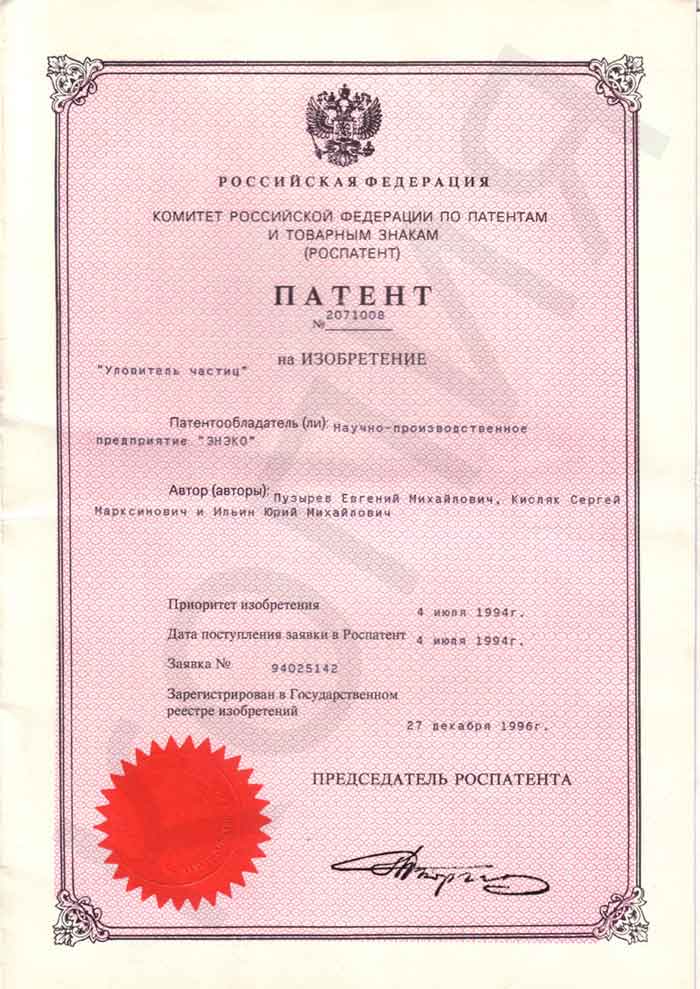 РОССИЙСКАЯ ФЕДЕРАЦИЯ
КОМИТЕТ РОССИЙСКОЙ ФЕДЕРАЦИИ ПО ПАТЕНТАМ
И ТОВАРНЫМ ЗНАКАМ
(РОСПАТЕНТ)
ПАТЕНТ
№ 2071008
на ИЗОБРЕТЕНИЕ
"Уловитель частиц"
Патентообладатель (ли): Научно-производственное
предприятие "ЭНЭКО"
Автор (авторы): Пузырев Евгений Михайлович, Кисляк Сергей
Марксинович и Ильин Юрий Михайлович
Приоритет изобретения 4 июля 1994г.
Дата поступления заявки в Роспатент 4 июля 1994г.
Заявка № 94025142
Зарегистрирован в Государственном
реестре изобретений
27 декабря 1996г.
ПРЕДСЕДАТЕЛЬ РОСПАТЕНТА